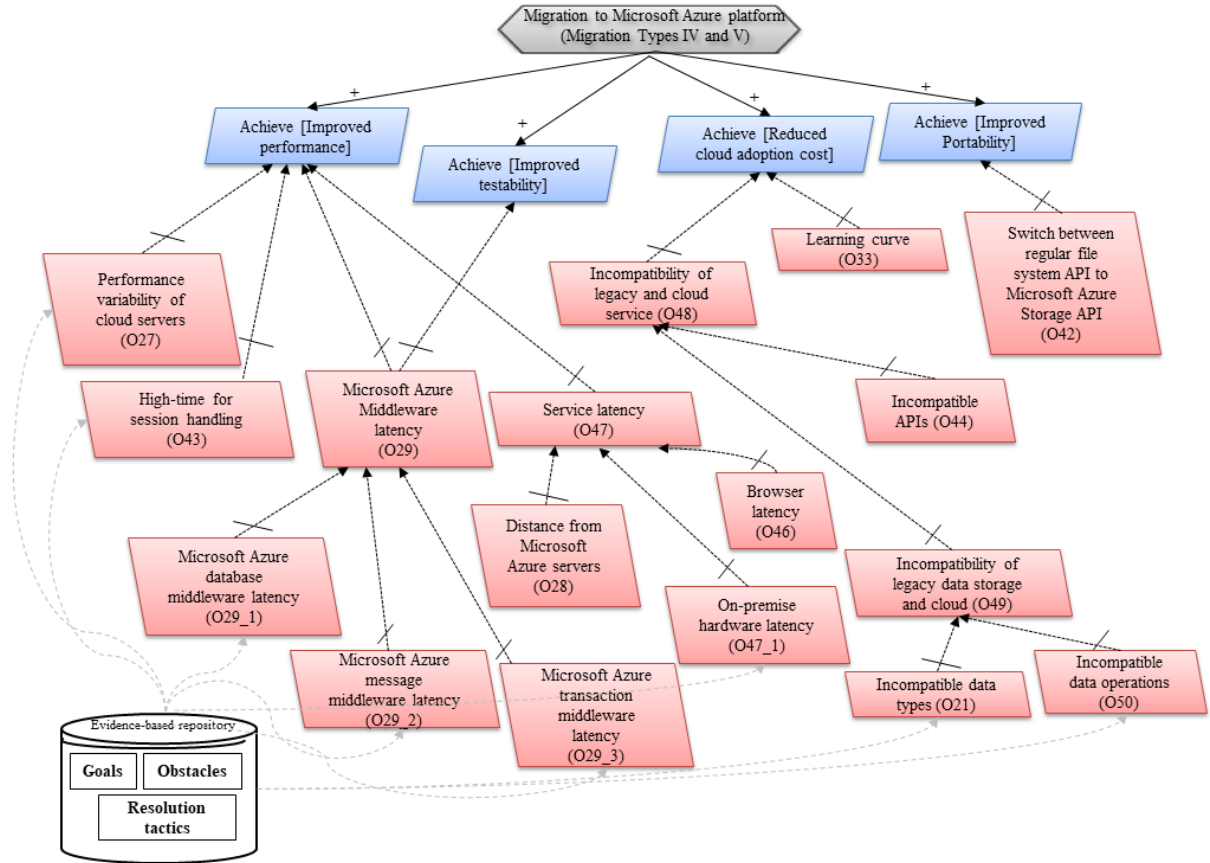 Migration to Microsoft Azure platform
(Migration Types IV and V)
+
+
+
+
Achieve [Improved
performance]
Achieve [Improved
testability]
Achieve [Reduced
cloud adoption cost]
Achieve [Improved
Portability]
Performance
variability of
cloud servers
(O27)
High-time for
session handling
(O43)
Microsoft Azure
Middleware
latency
(O29)
Service latency
(O47)
Incompatibility of
legacy and cloud
service (O48)
Learning curve
(O33)
Switch between
regular file
system API to
Microsoft Azure
Storage API
(O42)
Incompatible
APIs (O44)
Browser
latency
(O46)
Distance from
Microsoft
Azure servers
(O28)
Microsoft Azure
database
middleware latency
(O29_1)
Microsoft Azure
message
middleware latency
(O29_2)
Microsoft Azure
transaction
middleware
latency
(O29_3)
On-premise
hardware latency
(O47_1)
Incompatibility of
legacy data storage
and cloud (O49)
Incompatible data
types (O21)
Incompatible
data operations
(O50)
Evidence-based repository
Goals
Obstacles
Resolution
tactics